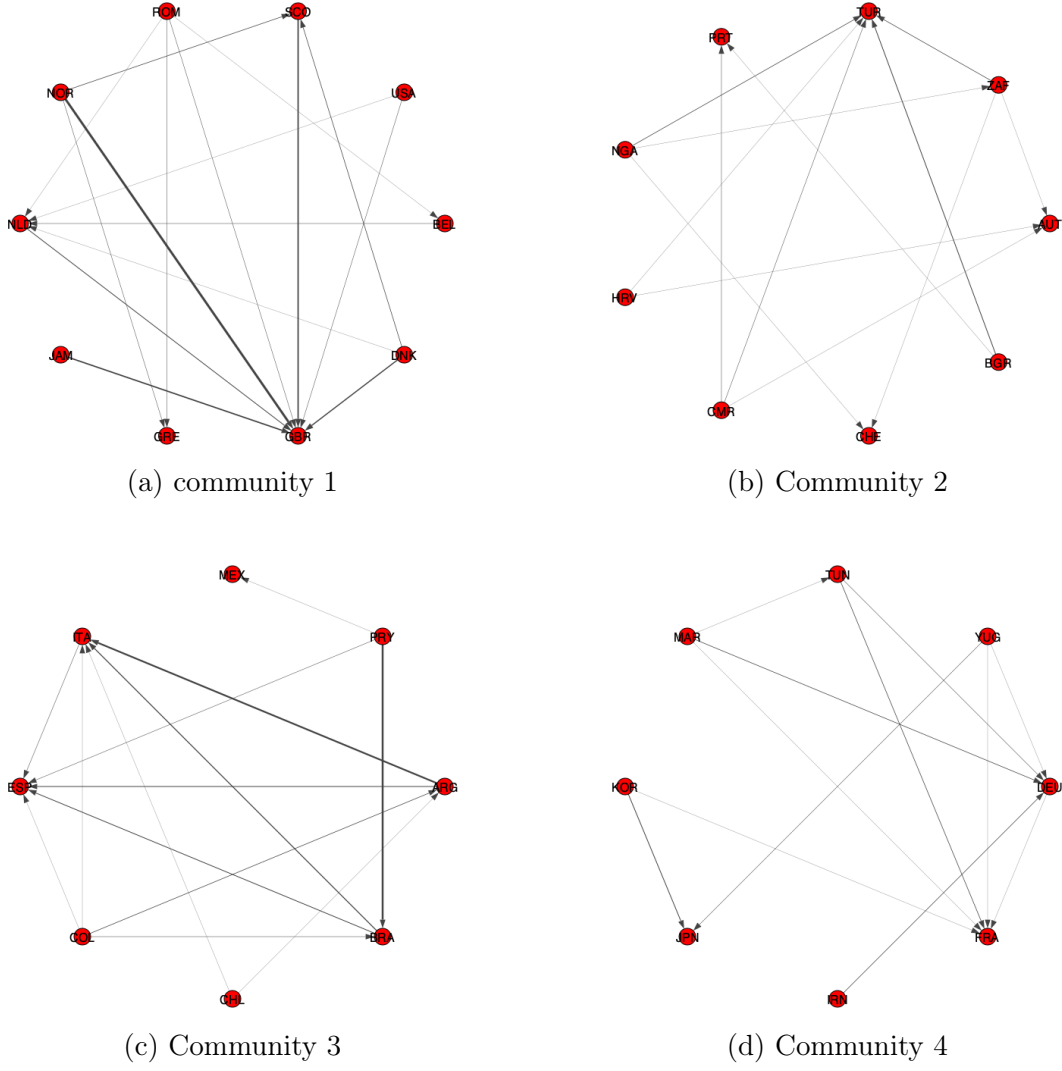 ROM
SCO
NOR
USA
NLD
BEL
JAM
DNK
GRE
GBR
(a) community 1
TUR
PRT
ZAF
NGA
AUT
HRV
BGR
CMR
CHE
(b) Community 2
MEX
ITA
PRY
ESP
ARG
COL
BRA
CHL
(c) Community 3
TUN
MAR
YUG
KOR
DEU
JPN
FRA
IRN
(d) Community 4